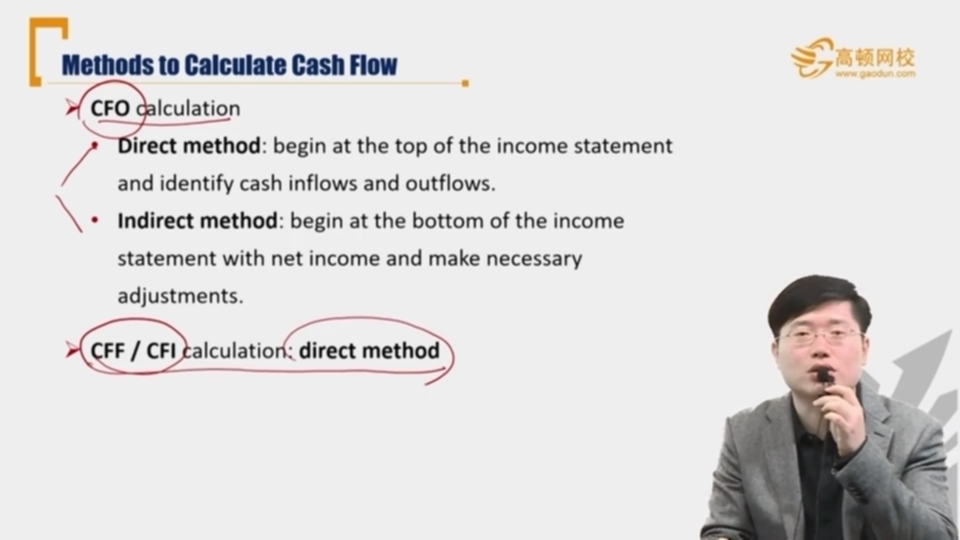 Methods to Calculate Cash Flow
高顿网校
www.gaodun.com
CFO calculation
Direct method: begin at the top of the income statement
and identify cash inflows and outflows.
Indirect method: begin at the bottom of the income
statement with net income and make necessary
adjustments.
CFF / CFI calculation: direct method